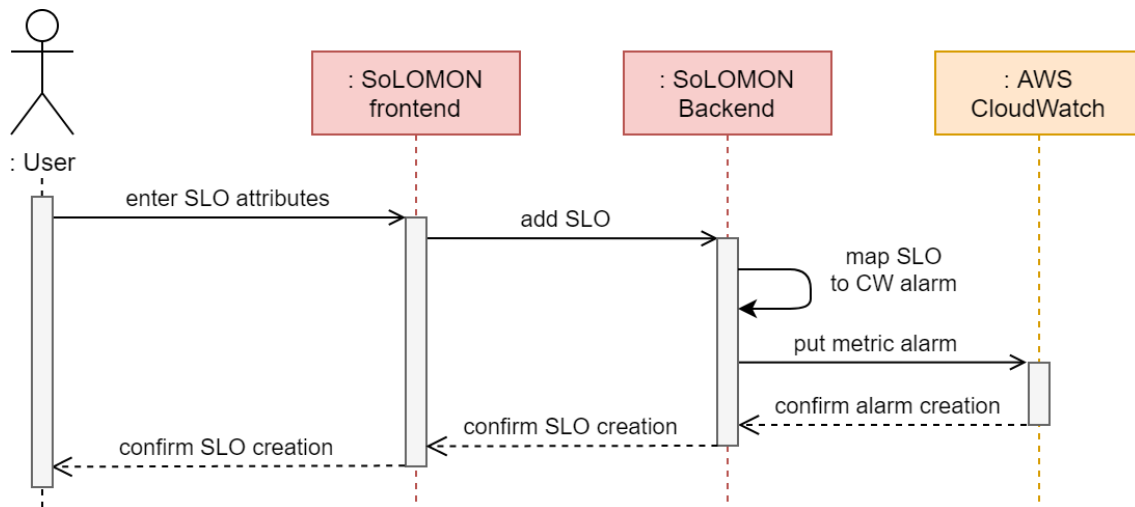 : SoLOMON
frontend
: SoLOMON
Backend
: AWS
CloudWatch
: User
enter SLO attributes
add SLO
map SLO
to CW alarm
put metric alarm
confirm alarm creation
confirm SLO creation
confirm SLO creation